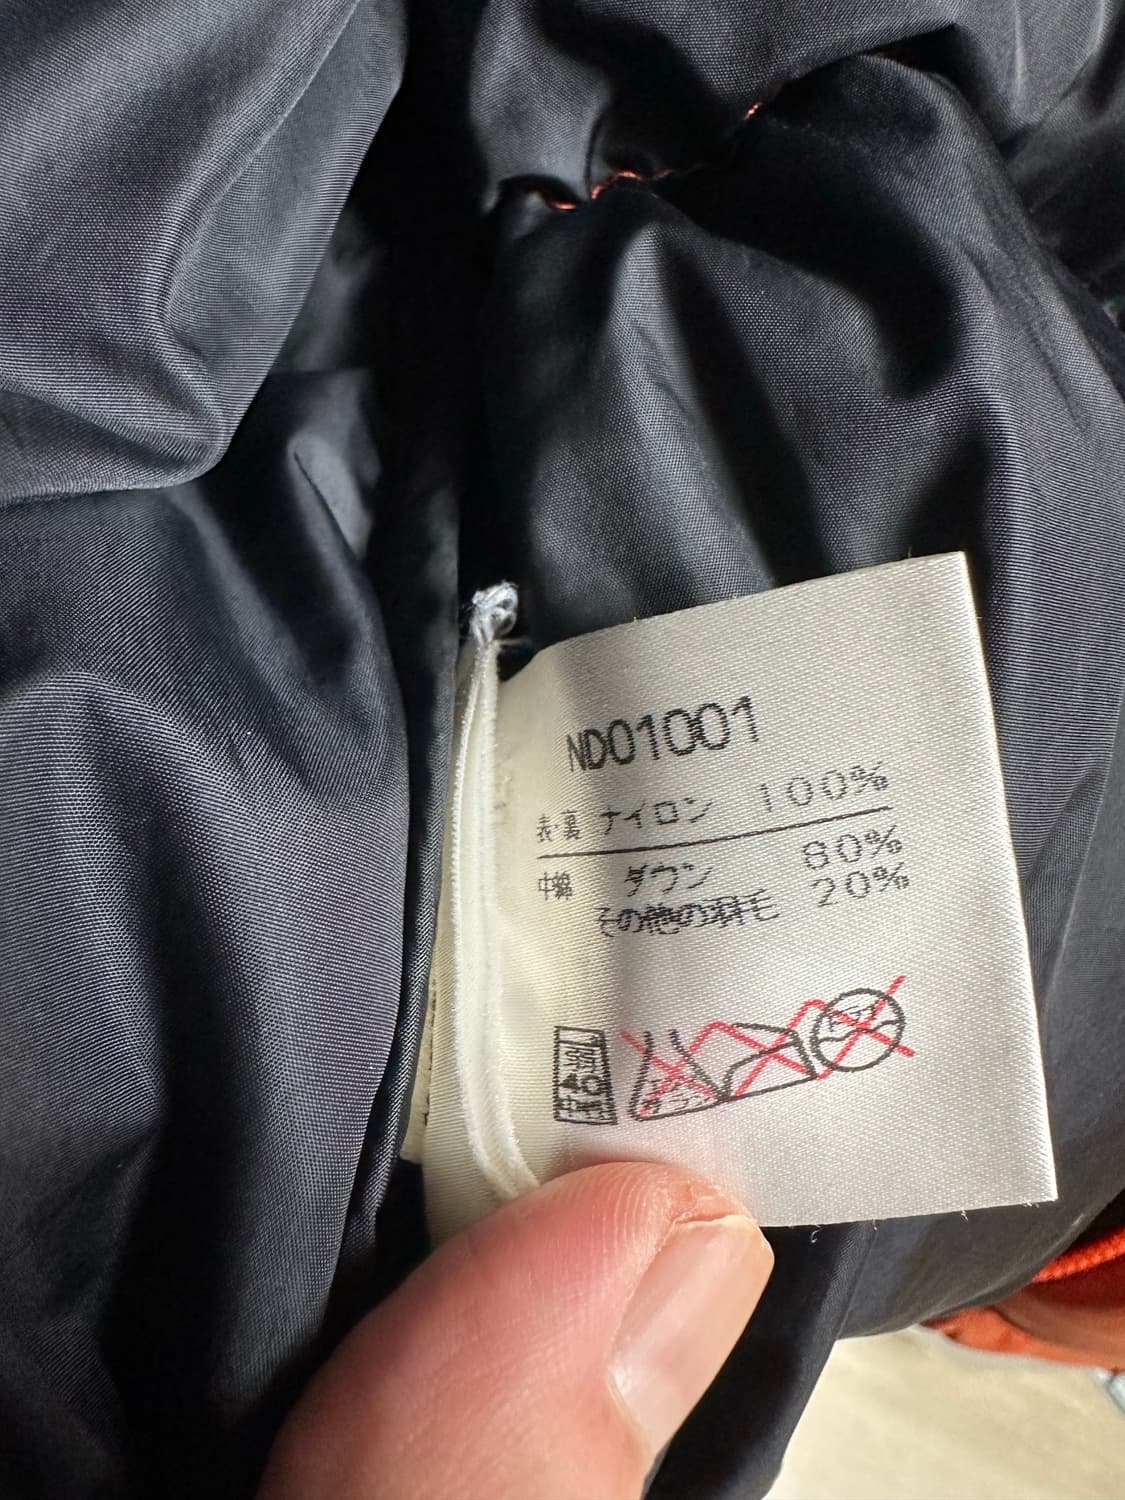 ND01001
表・裏 ナイロン 100%
中綿 ダウン 80%
その他の羽毛 20%